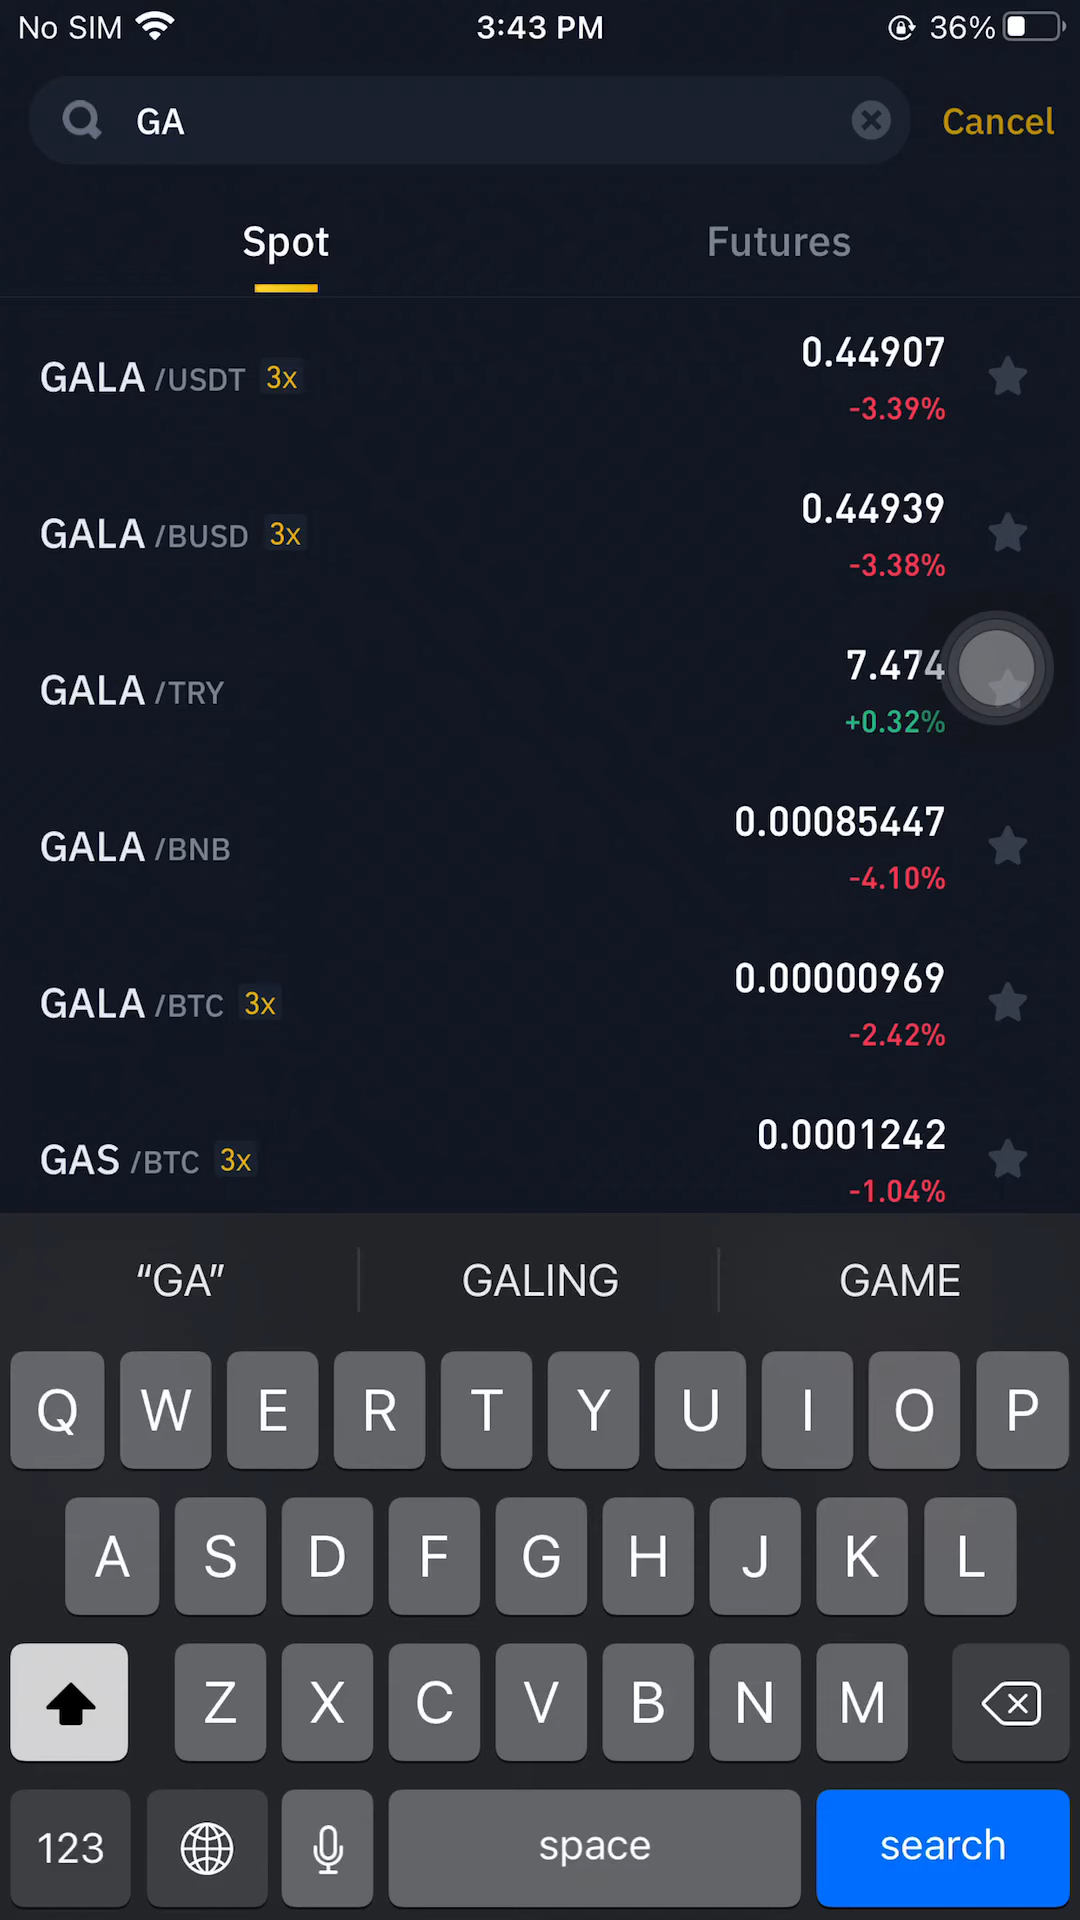 No SIM 3:43 PM 36%
GA Cancel
Spot Futures
GALA /USDT 3x 0.44907
-3.39%
GALA /BUSD 3x 0.44939
-3.38%
GALA /TRY 7.474
+0.32%
GALA /BNB 0.00085447
-4.10%
GALA /BTC 3x 0.00000969
-2.42%
GAS /BTC 3x 0.0001242
-1.04%
“GA” GALING GAME
Q W E R T Y U I O P
A S D F G H J K L
Z X C V B N M
123 space search